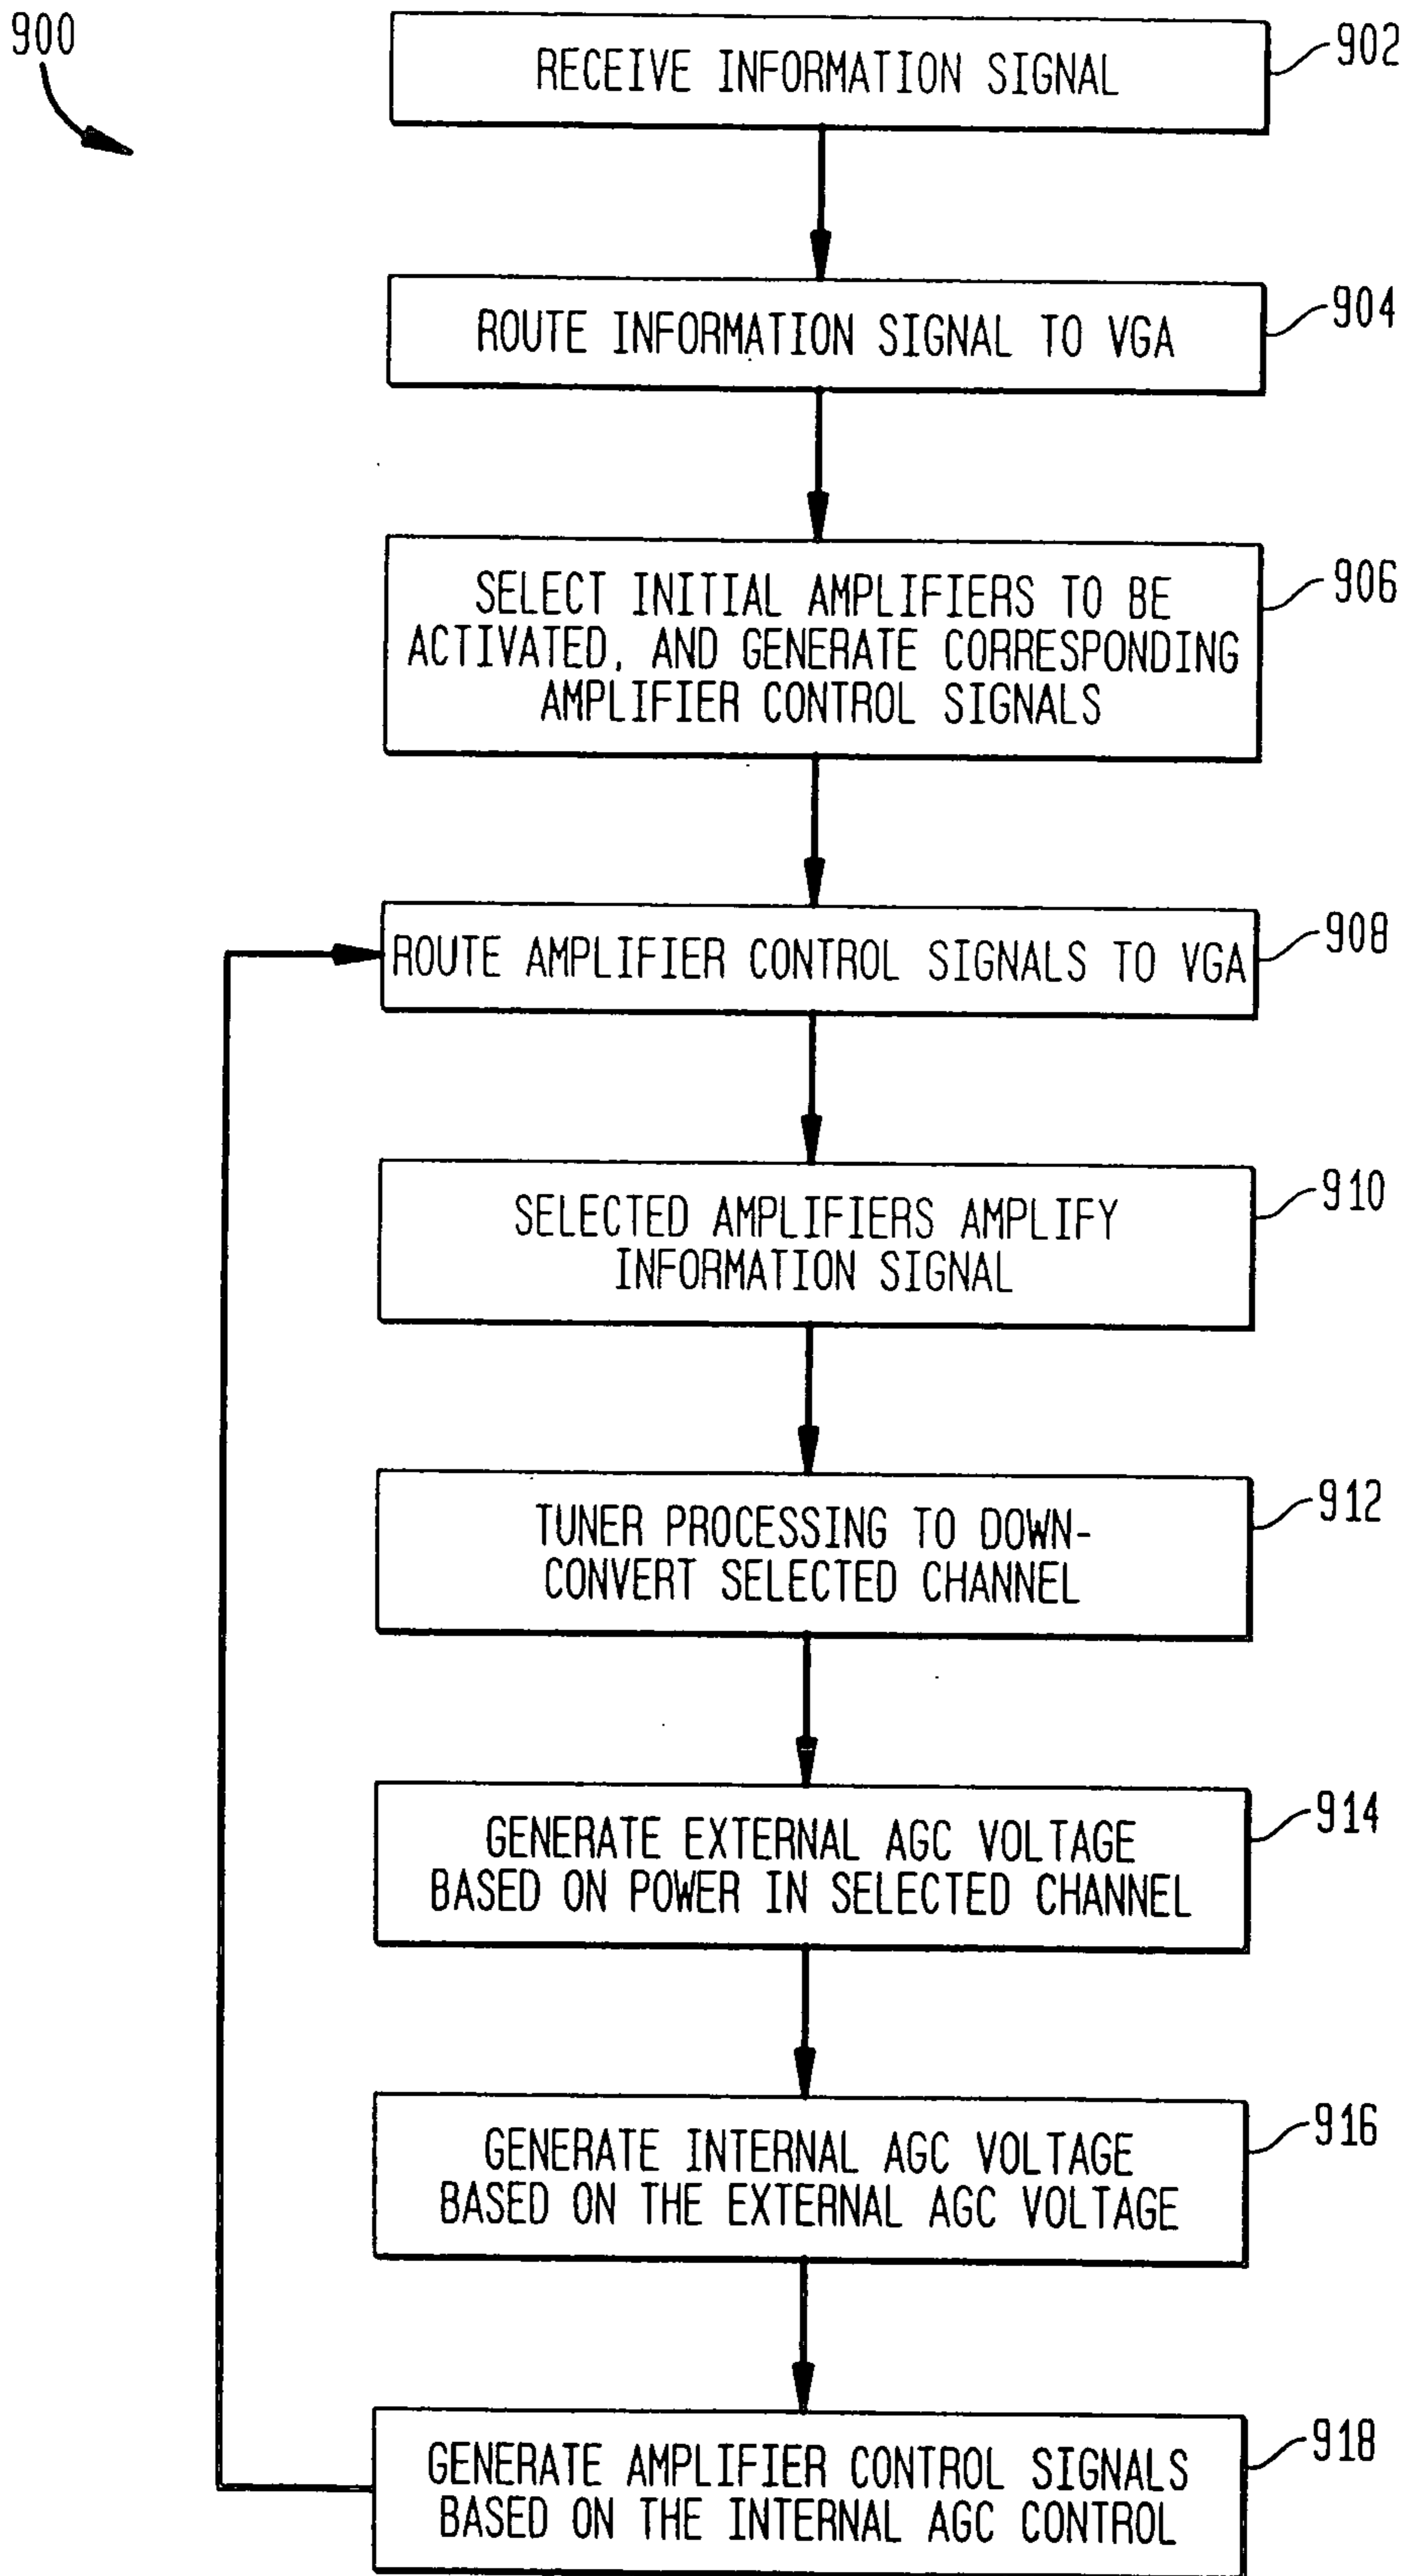 900
RECEIVE INFORMATION SIGNAL
902
ROUTE INFORMATION SIGNAL TO VGA
904
SELECT INITIAL AMPLIFIERS TO BE
ACTIVATED, AND GENERATE CORRESPONDING
AMPLIFIER CONTROL SIGNALS
906
ROUTE AMPLIFIER CONTROL SIGNALS TO VGA
908
SELECTED AMPLIFIERS AMPLIFY
INFORMATION SIGNAL
910
TUNER PROCESSING TO DOWN-
CONVERT SELECTED CHANNEL
912
GENERATE EXTERNAL AGC VOLTAGE
BASED ON POWER IN SELECTED CHANNEL
914
GENERATE INTERNAL AGC VOLTAGE
BASED ON THE EXTERNAL AGC VOLTAGE
916
GENERATE AMPLIFIER CONTROL SIGNALS
BASED ON THE INTERNAL AGC CONTROL
918